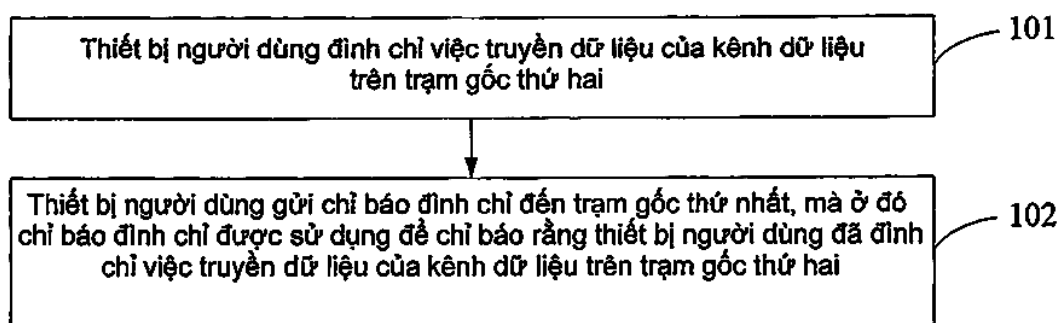 Thiết bị người dùng đình chỉ việc truyền dữ liệu của kênh dữ liệu
trên trạm gốc thứ hai
101
Thiết bị người dùng gửi chỉ báo đình chỉ đến trạm gốc thứ nhất, mà ở đó
chỉ báo đình chỉ được sử dụng để chỉ báo rằng thiết bị người dùng đã đình
chỉ việc truyền dữ liệu của kênh dữ liệu trên trạm gốc thứ hai
102